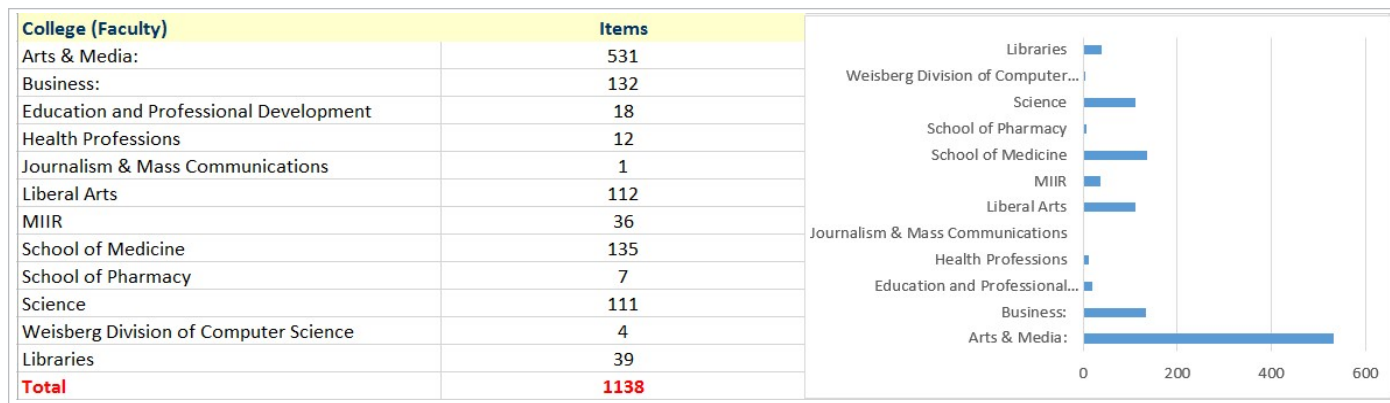 College (Faculty) Items
Arts & Media: 531
Business: 132
Education and Professional Development 18
Health Professions 12
Journalism & Mass Communications 1
Liberal Arts 112
MIIR 36
School of Medicine 135
School of Pharmacy 7
Science 111
Weisberg Division of Computer Science 4
Libraries 39
Total 1138
Libraries
Weisberg Division of Computer...
Science
School of Pharmacy
School of Medicine
MIIR
Liberal Arts
Journalism & Mass Communications
Health Professions
Education and Professional...
Business:
Arts & Media:
0 200 400 600